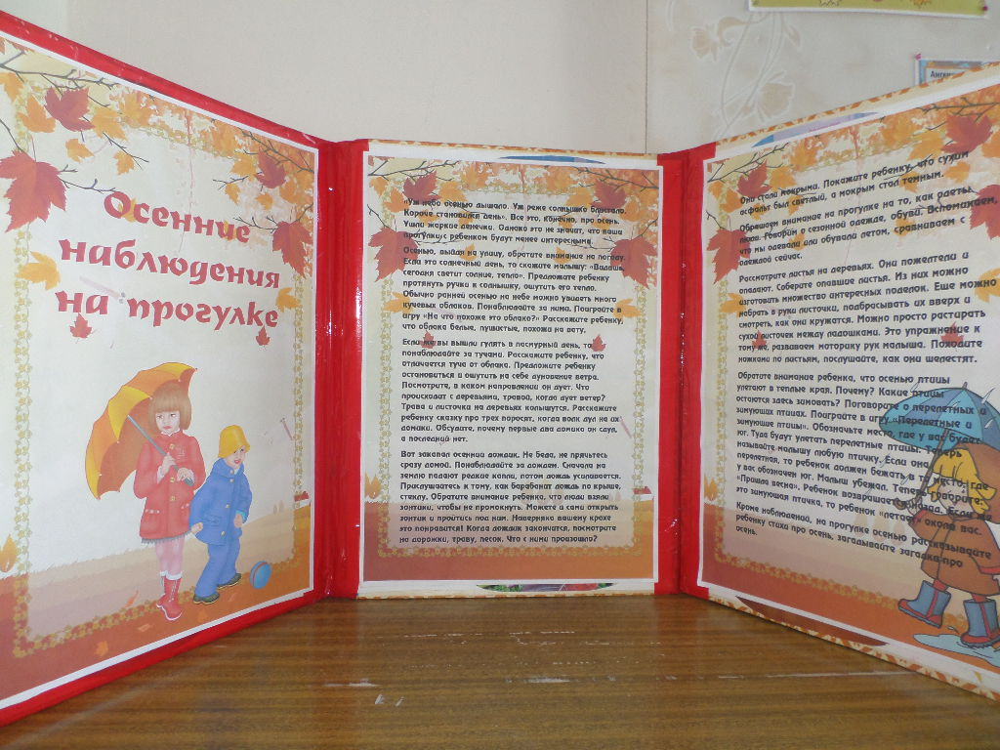 Осенние
наблюдения
на прогулке
«Уж небо осенью дышало. Уж реже солнышко блистало.
Короче становился день». Все это, конечно, про осень.
Ушли жаркие денечки. Однако это не значит, что ваши
прогулки с ребенком будут менее интересными.
Осенью, выйдя на улицу, обратите внимание на погоду.
Если это солнечный день, то скажите малышу: «Видишь,
сегодня светит солнце, тепло». Предложите ребенку
протянуть ручки к солнышку, ощутить его тепло.
Обычно ранней осенью на небе можно увидеть много
кучевых облаков. Понаблюдайте за ними. Поиграйте в
игру «На что похоже это облако?» Расскажите ребенку,
что облака белые, пушистые, похожи на вату.
Если же вы вышли гулять в пасмурный день, то
понаблюдайте за тучами. Расскажите ребенку, что
отличается туча от облака. Предложите ребенку
остановиться и ощутить на себе дуновение ветра.
Посмотрите, в каком направлении он дует. Что
происходит с деревьями, травой, когда дует ветер?
Трава и листочки на деревьях колышутся. Расскажите
ребенку сказку про трех поросят, когда волк дул на их
домики. Обсудите, почему первые два домика он сдул,
а последний нет.
Вот закапал осенний дождик. Не беда, не прячьтесь
сразу домой. Понаблюдайте за дождем. Сначала на
землю падают редкие капли, потом дождь усиливается.
Прислушайтесь к тому, как барабанит дождь по крыше,
стеклу. Обратите внимание ребенка, что люди взяли
зонтики, чтобы не промокнуть. Можете и сами открыть
зонтик и пройтись под ним. Наверняка вашему крохе
это понравится! Когда дождик закончится, посмотрите
на дорожки, траву, песок. Что с ними произошло?
Они стали мокрыми. Покажите ребенку, что сухим
асфальт был светлый, а мокрым стал темным.
Обращаем внимание на прогулке на то, как одеты
люди. Говорим о сезонной одежде, обуви. Вспоминаем,
что мы одевали или обували летом, сравниваем с
одеждой сейчас.
Рассмотрите листья на деревьях. Они пожелтели и
опадают. Соберите опавшие листья. Из них можно
изготовить множество интересных поделок. Еще можно
набрать в руки листочки, подбрасывать их вверх и
смотреть, как они кружатся. Можно просто растирать
сухой листочек между ладошками. Это упражнение к
тому же, развиваем моторику рук малыша. Походите
ножками по листьям, послушайте, как они шелестят.
Обратите внимание ребенка, что осенью птицы
улетают в теплые края. Почему? Какие птицы
остаются здесь зимовать? Поговорите о перелетных и
зимующих птицах. Поиграйте в игру «Перелетные и
зимующие птицы». Обозначьте место, где у вас будет
юг. Туда будут улетать перелетные птицы. Теперь
называйте малышу любую птичку. Если она
перелетная, то ребенок должен бежать в то место, где
у вас обозначен юг. Малыш убежал. Теперь говорите:
«Пришла весна», Ребенок возвращается назад. Если
это зимующая птичка, то ребенок «летает» около вас.
Кроме наблюдений, на прогулке осенью рассказывайте
ребенку стихи про осень, загадывайте загадки про
осень.